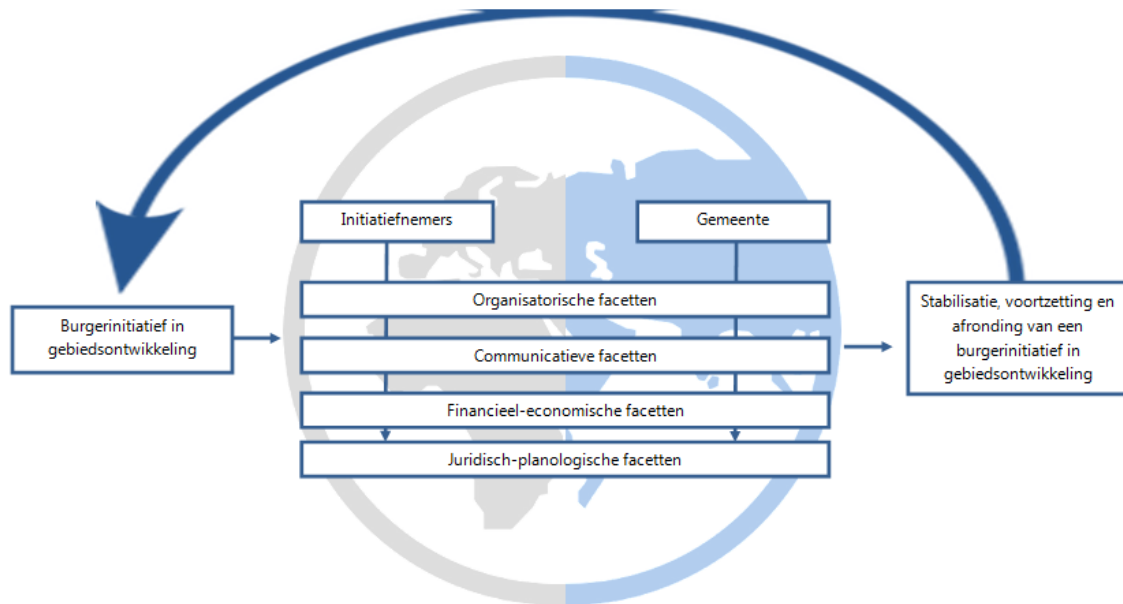 Initiatiefnemers
Gemeente
Burgerinitiatief in
gebiedsontwikkeling
Organisatorische facetten
Communicatieve facetten
Financieel-economische facetten
Juridisch-planologische facetten
Stabilisatie, voortzetting en
afronding van een
burgerinitiatief in
gebiedsontwikkeling